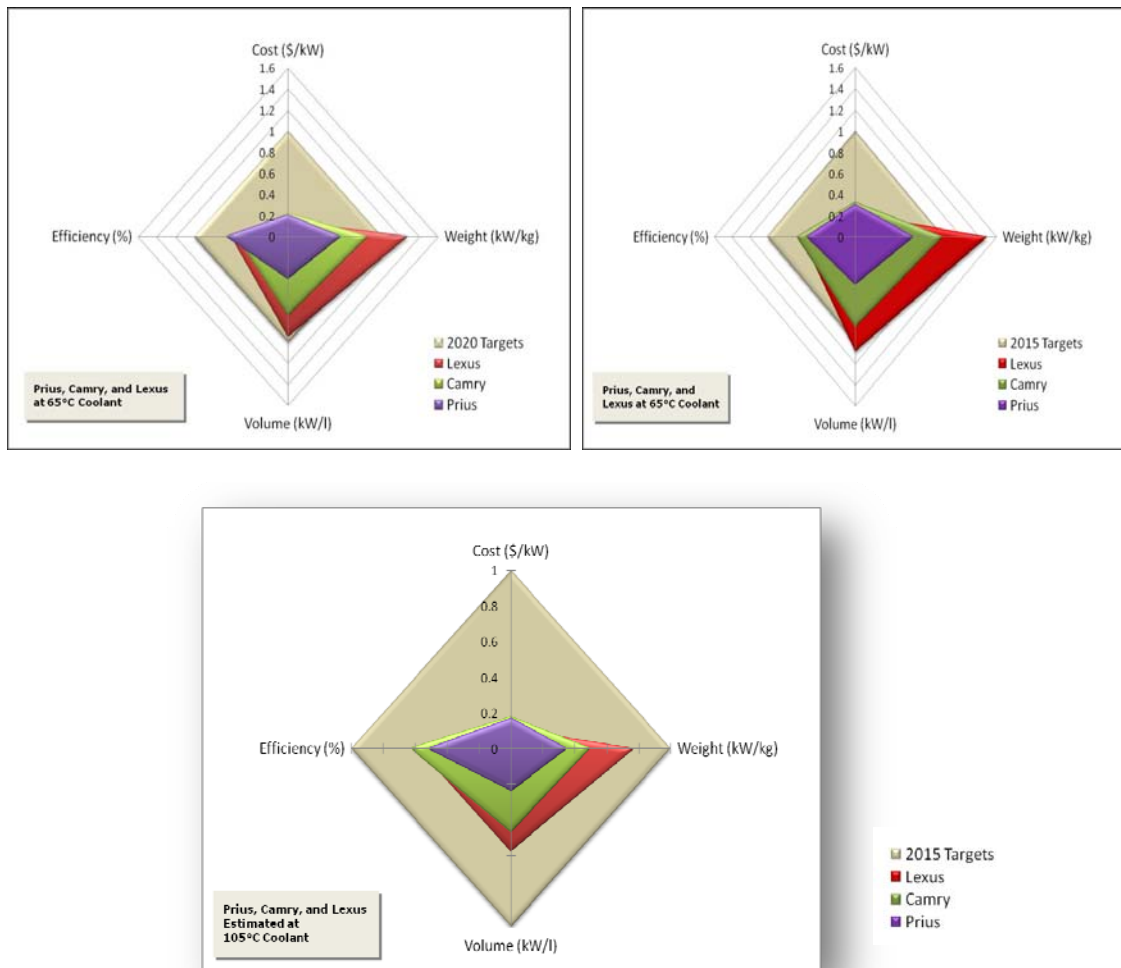 Cost ($/kW)
1.6
1.4
1.2
1
0.8
0.6
0.4
0.2
0
Efficiency (%)
Weight (kW/kg)
2020 Targets
Lexus
Camry
Prius
Prius, Camry, and Lexus
at 65°C Coolant
Volume (kW/l)
Cost ($/kW)
1.6
1.4
1.2
1
0.8
0.6
0.4
0.2
0
Efficiency (%)
Weight (kW/kg)
2015 Targets
Lexus
Camry
Prius
Prius, Camry, and
Lexus at 65°C Coolant
Volume (kW/l)
Cost ($/kW)
1
0.8
0.6
0.4
0.2
0
Efficiency (%)
Weight (kW/kg)
Prius, Camry, and Lexus
Estimated at
105°C Coolant
Volume (kW/l)
2015 Targets
Lexus
Camry
Prius